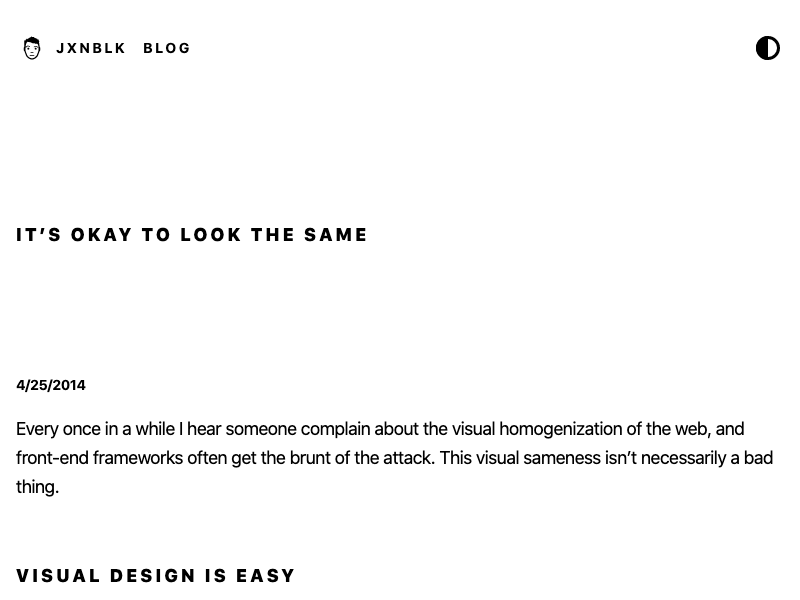 JXNBLK BLOG
IT’S OKAY TO LOOK THE SAME
4/25/2014
Every once in a while I hear someone complain about the visual homogenization of the web, and
front-end frameworks often get the brunt of the attack. This visual sameness isn’t necessarily a bad
thing.
VISUAL DESIGN IS EASY